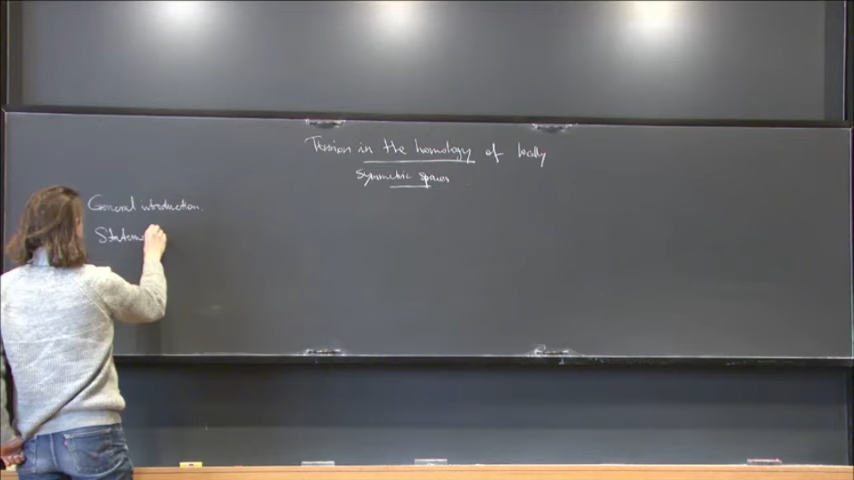 Torsion in the homology of locally
symmetric spaces
General introduction.
Statem